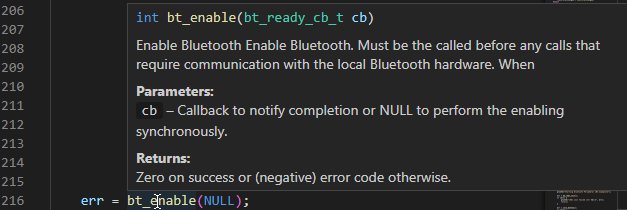 206
int bt_enable(bt_ready_cb_t cb)
207
Enable Bluetooth Enable Bluetooth. Must be the called before any calls that
208
require communication with the local Bluetooth hardware. When
209
Parameters:
210
cb – Callback to notify completion or NULL to perform the enabling
211
synchronously.
212
213
Returns:
214
Zero on success or (negative) error code otherwise.
215
216 err = bt_enable(NULL);